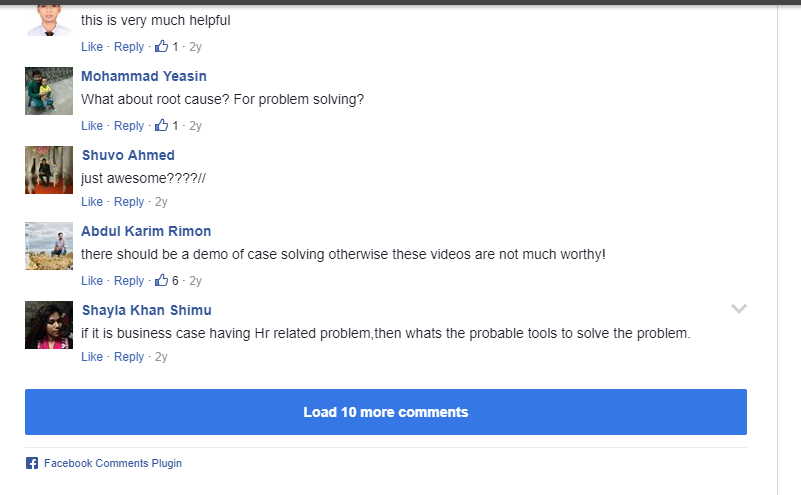 this is very much helpful
Like · Reply · 1 · 2y
Mohammad Yeasin
What about root cause? For problem solving?
Like · Reply · 1 · 2y
Shuvo Ahmed
just awesome????//
Like · Reply · 2y
Abdul Karim Rimon
there should be a demo of case solving otherwise these videos are not much worthy!
Like · Reply · 6 · 2y
Shayla Khan Shimu
if it is business case having Hr related problem,then whats the probable tools to solve the problem.
Like · Reply · 2y
Load 10 more comments
Facebook Comments Plugin